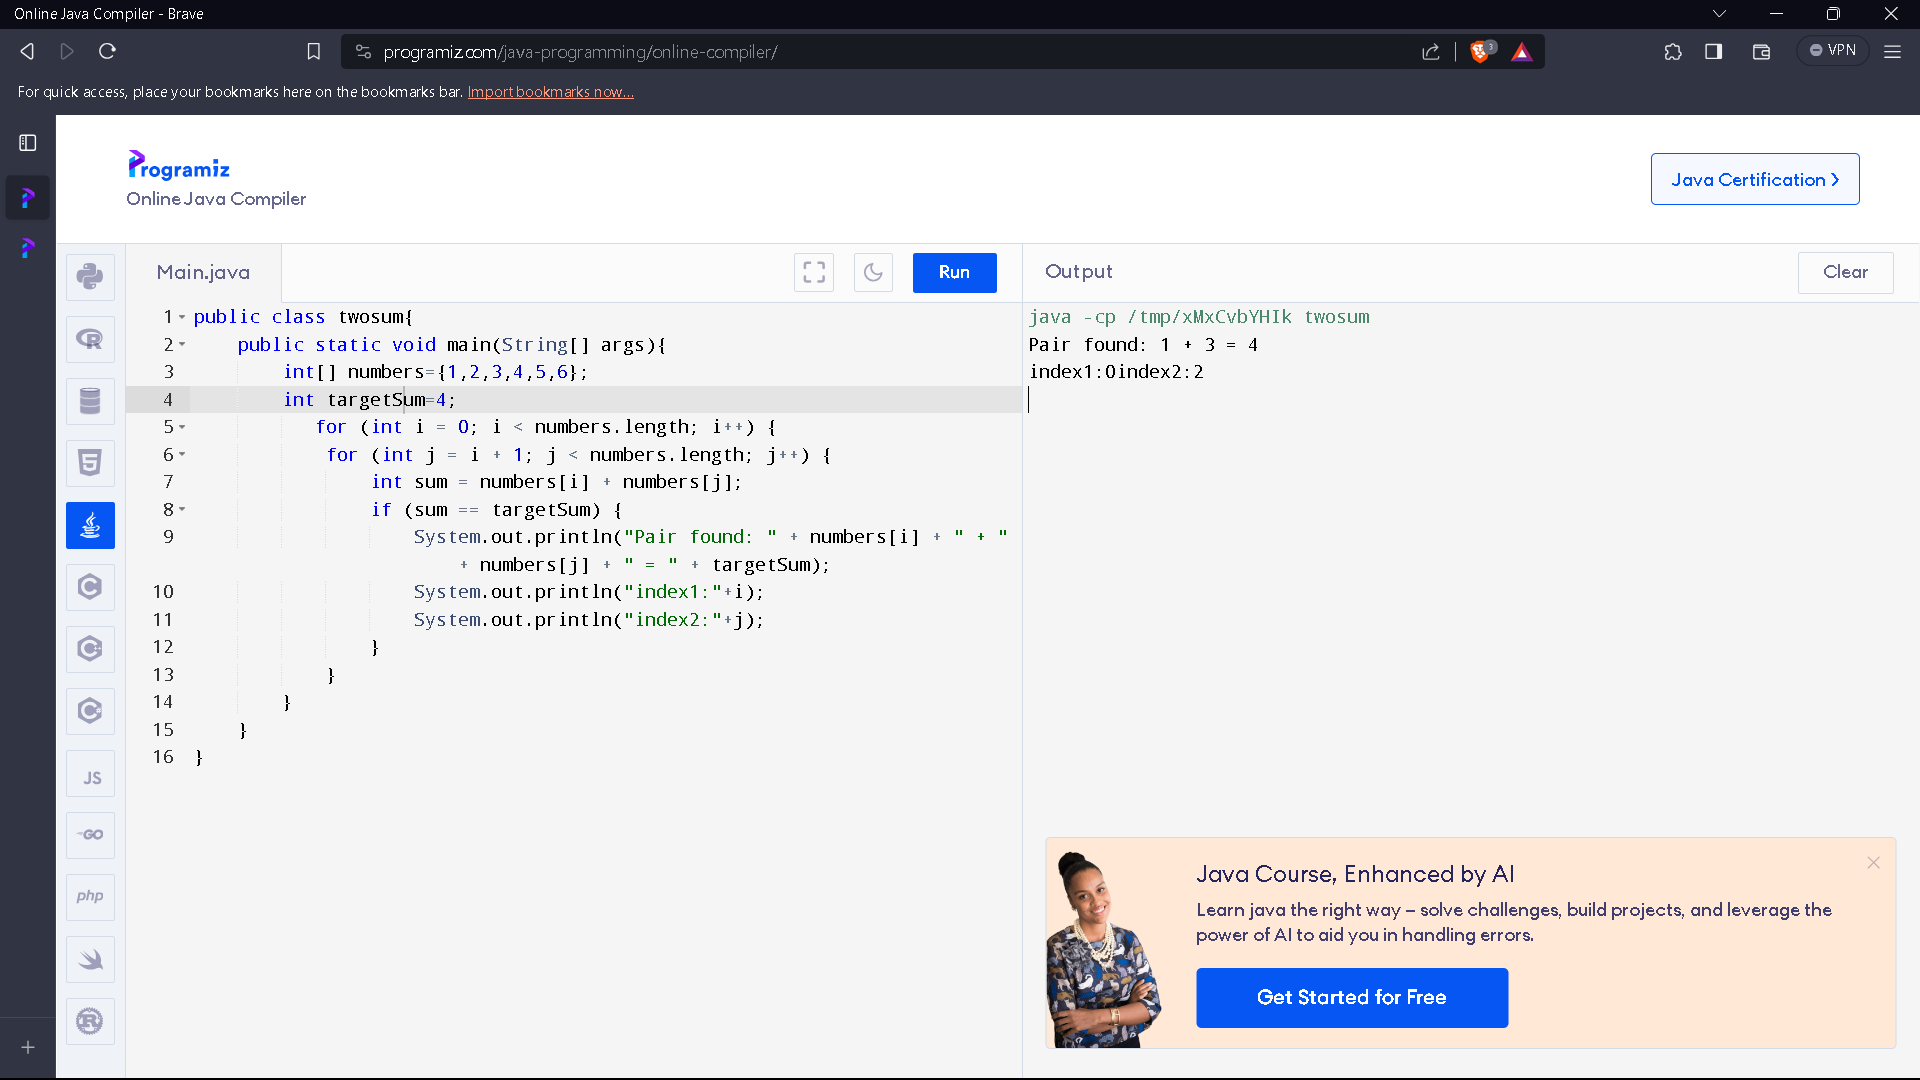 Online Java Compiler - Brave
programiz.com/java-programming/online-compiler/
3
VPN
For quick access, place your bookmarks here on the bookmarks bar. Import bookmarks now...
Programiz
Online Java Compiler
Java Certification >
Main.java
Run
Output
Clear
1 public class twosum{
2 public static void main(String[] args){
3 int[] numbers={1,2,3,4,5,6};
4 int targetSum=4;
5 for (int i = 0; i < numbers.length; i++) {
6 for (int j = i + 1; j < numbers.length; j++) {
7 int sum = numbers[i] + numbers[j];
8 if (sum == targetSum) {
9 System.out.println("Pair found: " + numbers[i] + " + "
+ numbers[j] + " = " + targetSum);
10 System.out.println("index1:"+i);
11 System.out.println("index2:"+j);
12 }
13 }
14 }
15 }
16 }
java -cp /tmp/xMxCvbYHIk twosum
Pair found: 1 + 3 = 4
index1:0index2:2
R
5
C
C
C
JS
GO
php
R
Java Course, Enhanced by AI
Learn java the right way – solve challenges, build projects, and leverage the
power of AI to aid you in handling errors.
Get Started for Free